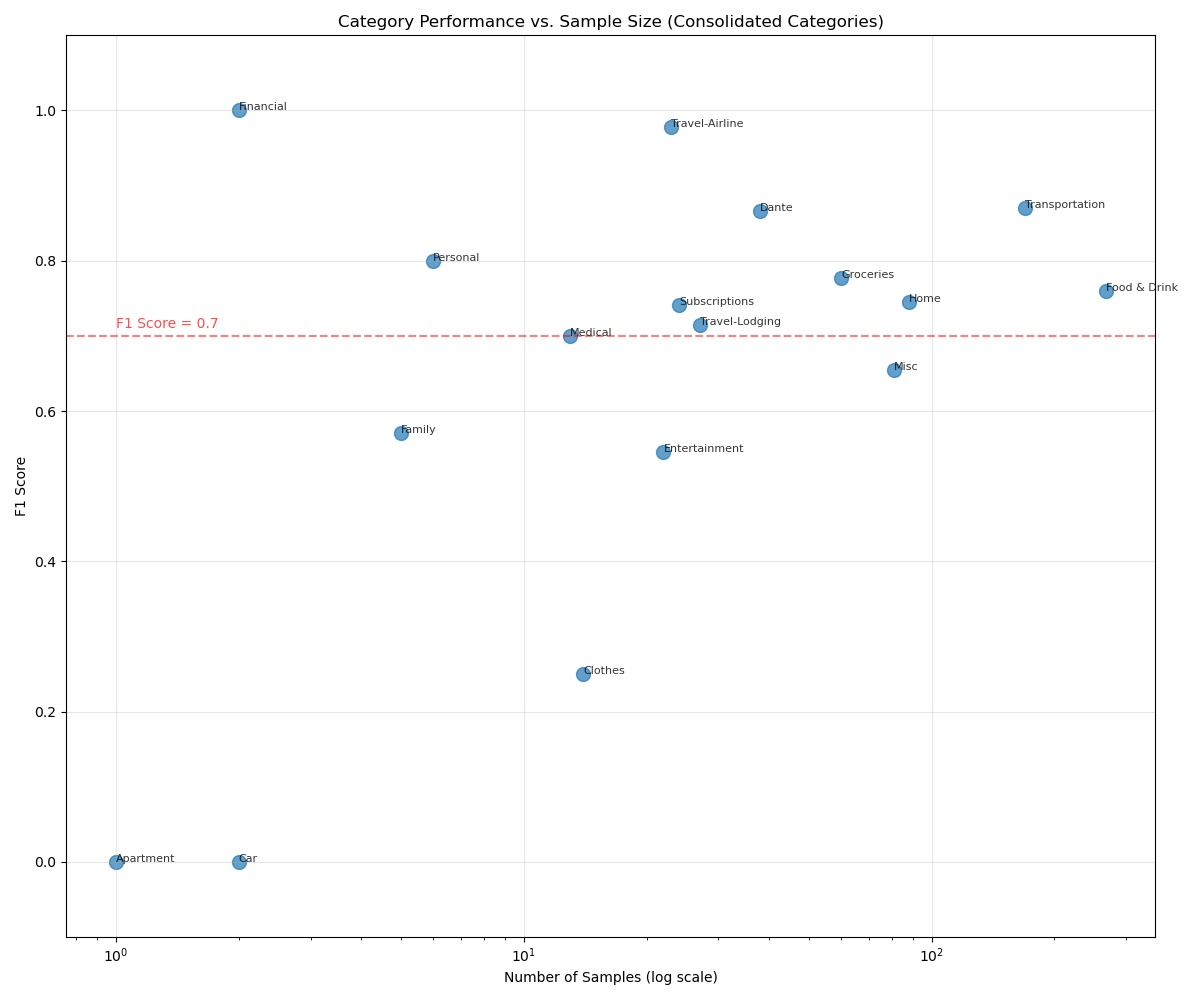 Category Performance vs. Sample Size (Consolidated Categories)
1.0
Financial
Travel-Airline
Dante
Transportation
0.8
Personal
Groceries
Food & Drink
Subscriptions
Home
F1 Score = 0.7
Travel-Lodging
Medical
Misc
0.6
Family
Entertainment
F1 Score
0.4
Clothes
0.2
0.0
Apartment
Car
10⁰
10¹
10²
Number of Samples (log scale)